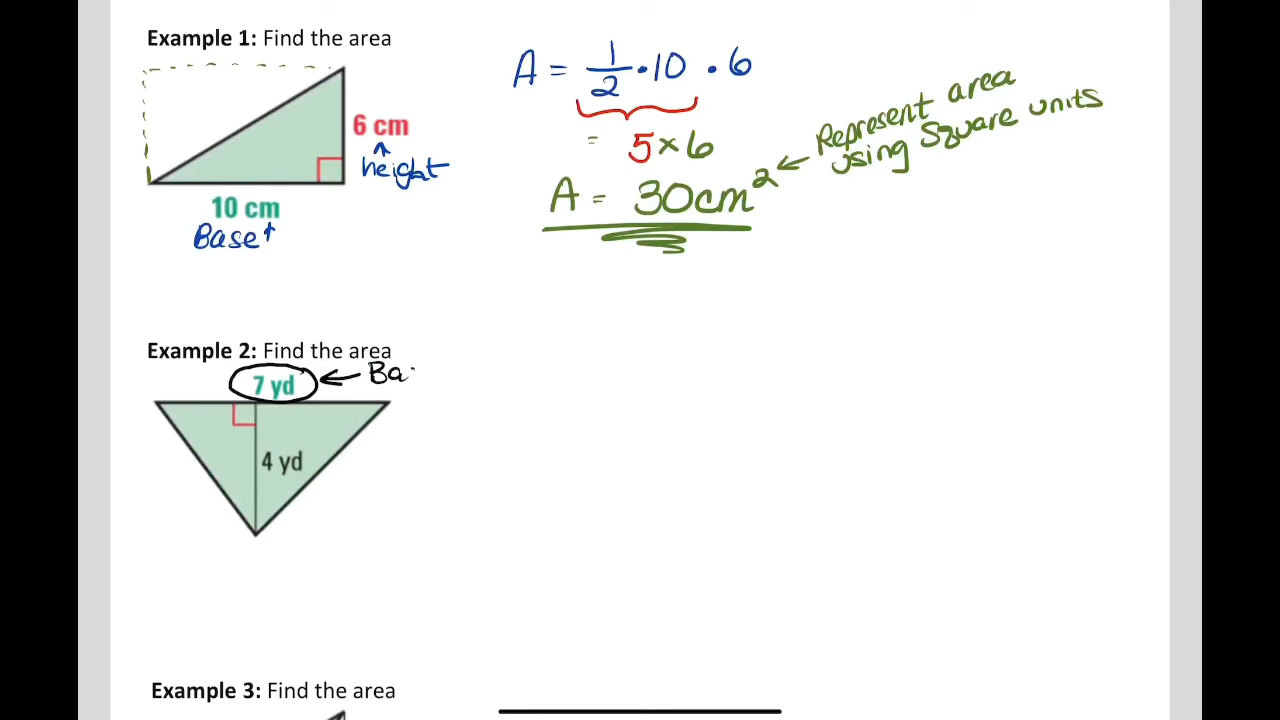 Example 1: Find the area
A = 1/2 • 10 • 6
6 cm
height
= 5 × 6
Represent area
using Square units
10 cm
Base
A = 30cm²
Example 2: Find the area
7 yd
Ba
4 yd
Example 3: Find the area